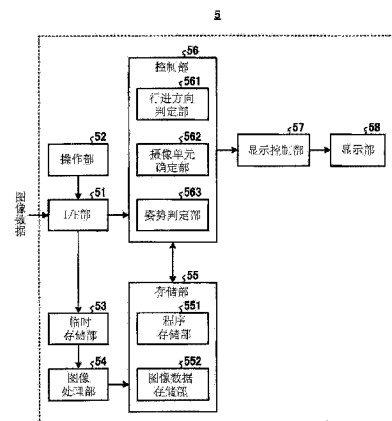 5
56
控制部
561
行进方向
判定部
52
操作部
562
摄像单元
确定部
57
显示控制部
58
显示部
51
I/F部
563
姿势判定部
图像数据
55
存储部
53
临时
存储部
551
程序
存储部
54
图像
处理部
552
图像数据
存储部